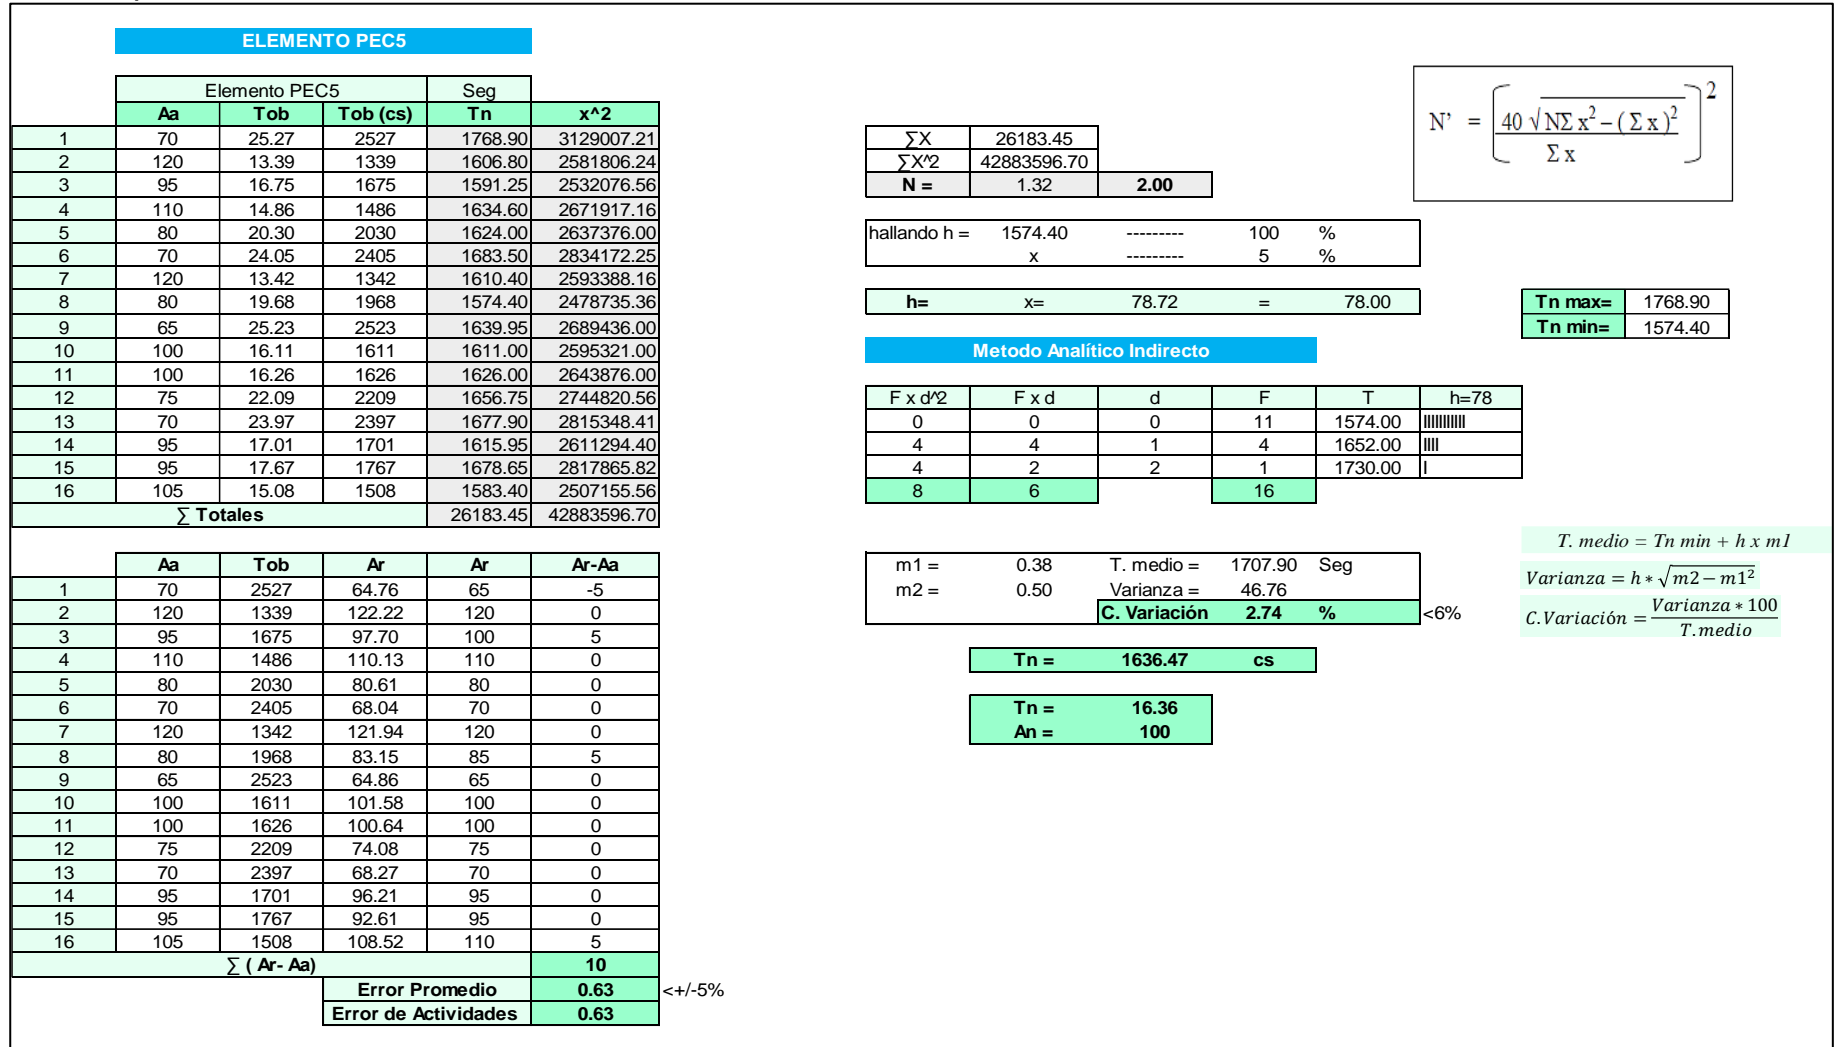 ELEMENTO PEC5
Elemento PEC5 Seg
Aa Tob Tob (cs) Tn x^2
1 70 25.27 2527 1768.90 3129007.21
2 120 13.39 1339 1606.80 2581806.24
3 95 16.75 1675 1591.25 2532076.56
4 110 14.86 1486 1634.60 2671917.16
5 80 20.30 2030 1624.00 2637376.00
6 70 24.05 2405 1683.50 2834172.25
7 120 13.42 1342 1610.40 2593388.16
8 80 19.68 1968 1574.40 2478735.36
9 65 25.23 2523 1639.95 2689436.00
10 100 16.11 1611 1611.00 2595321.00
11 100 16.26 1626 1626.00 2643876.00
12 75 22.09 2209 1656.75 2744820.56
13 70 23.97 2397 1677.90 2815348.41
14 95 17.01 1701 1615.95 2611294.40
15 95 17.67 1767 1678.65 2817865.82
16 105 15.08 1508 1583.40 2507155.56
∑ Totales 26183.45 42883596.70
Aa Tob Ar Ar Ar-Aa
1 70 2527 64.76 65 -5
2 120 1339 122.22 120 0
3 95 1675 97.70 100 5
4 110 1486 110.13 110 0
5 80 2030 80.61 80 0
6 70 2405 68.04 70 0
7 120 1342 121.94 120 0
8 80 1968 83.15 85 5
9 65 2523 64.86 65 0
10 100 1611 101.58 100 0
11 100 1626 100.64 100 0
12 75 2209 74.08 75 0
13 70 2397 68.27 70 0
14 95 1701 96.21 95 0
15 95 1767 92.61 95 0
16 105 1508 108.52 110 5
∑ ( Ar- Aa) 10
Error Promedio 0.63 <+/-5%
Error de Actividades 0.63
∑X 26183.45
∑X^2 42883596.70
N = 1.32 2.00
N' = [40 √NΣ x² – ( Σ x )² / Σ x]²
hallando h = 1574.40 --------- 100 %
x --------- 5 %
h= x= 78.72 = 78.00
Tn max= 1768.90
Tn min= 1574.40
Metodo Analítico Indirecto
F x d^2 F x d d F T h=78
0 0 0 11 1574.00 IIIIIIIIIII
4 4 1 4 1652.00 IIII
4 2 2 1 1730.00 I
8 6 16
m1 = 0.38 T. medio = 1707.90 Seg
m2 = 0.50 Varianza = 46.76
C. Variación 2.74 % <6%
Tn = 1636.47 cs
Tn = 16.36
An = 100
T. medio = Tn min + h x m1
Varianza = h * √m2 − m1²
C.Variación = Varianza * 100 / T.medio